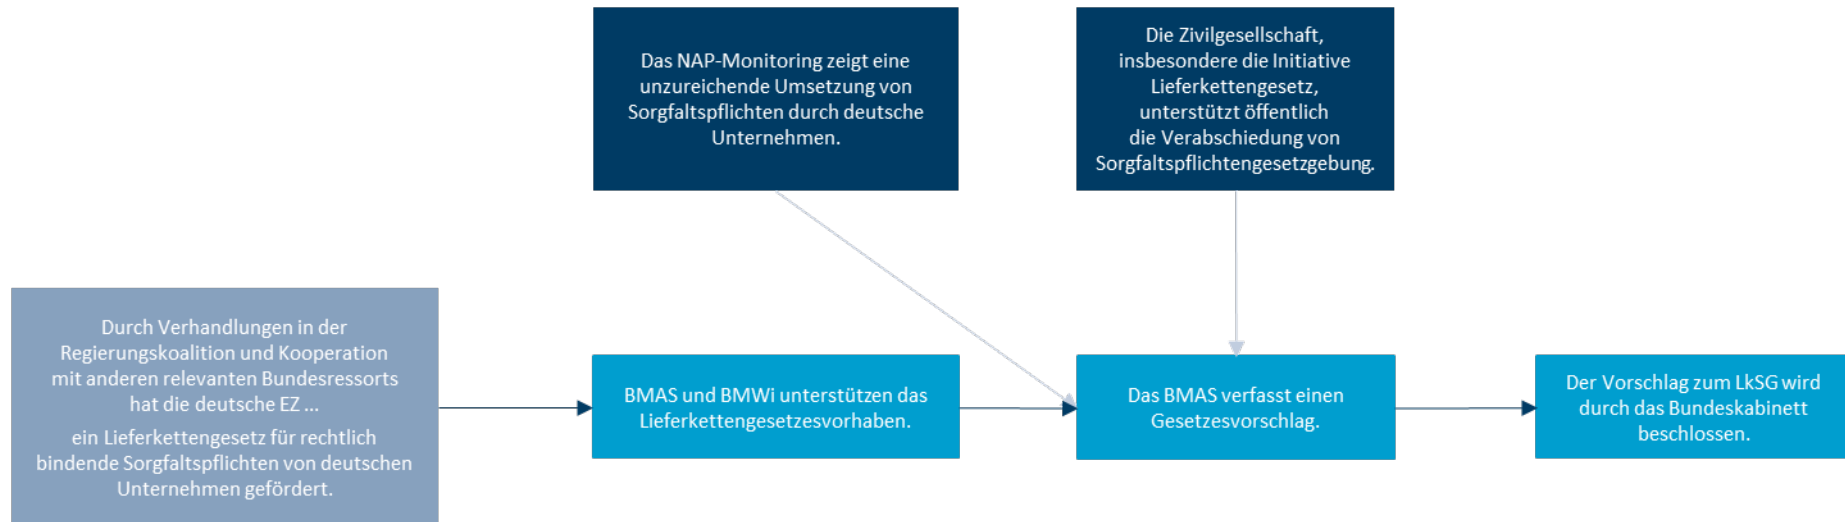 Das NAP-Monitoring zeigt eine
unzureichende Umsetzung von
Sorgfaltspflichten durch deutsche
Unternehmen.
Die Zivilgesellschaft,
insbesondere die Initiative
Lieferkettengesetz,
unterstützt öffentlich
die Verabschiedung von
Sorgfaltspflichtengesetzgebung.
Durch Verhandlungen in der
Regierungskoalition und Kooperation
mit anderen relevanten Bundesressorts
hat die deutsche EZ ...
ein Lieferkettengesetz für rechtlich
bindende Sorgfaltspflichten von deutschen
Unternehmen gefördert.
BMAS und BMWi unterstützen das
Lieferkettengesetzesvorhaben.
Das BMAS verfasst einen
Gesetzesvorschlag.
Der Vorschlag zum LkSG wird
durch das Bundeskabinett
beschlossen.